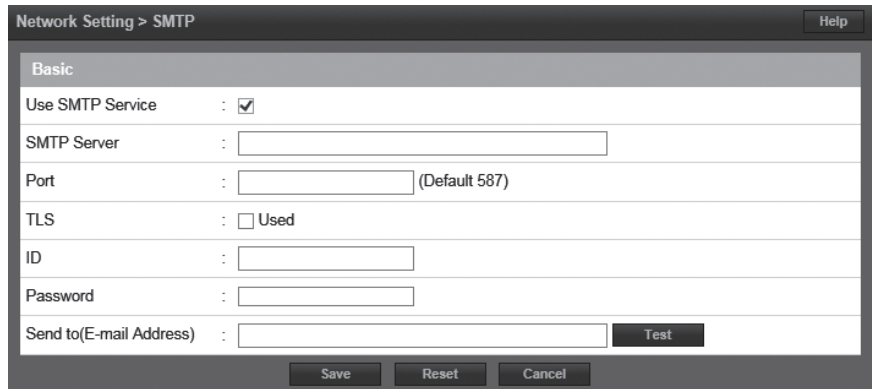 Network Setting > SMTP Help
Basic
Use SMTP Service :
SMTP Server :
Port : (Default 587)
TLS : Used
ID :
Password :
Send to(E-mail Address) : Test
Save Reset Cancel